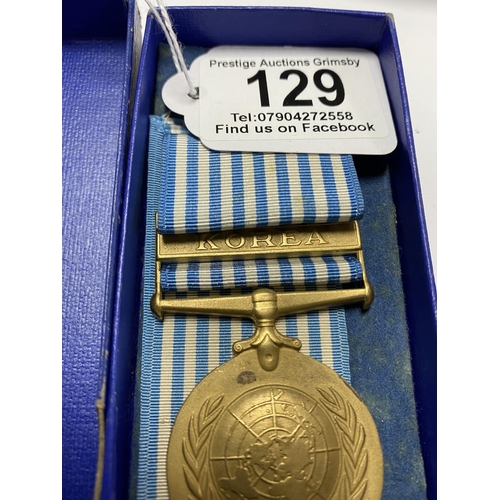 Prestige Auctions Grimsby
129
Tel:07904272558
Find us on Facebook
KOREA